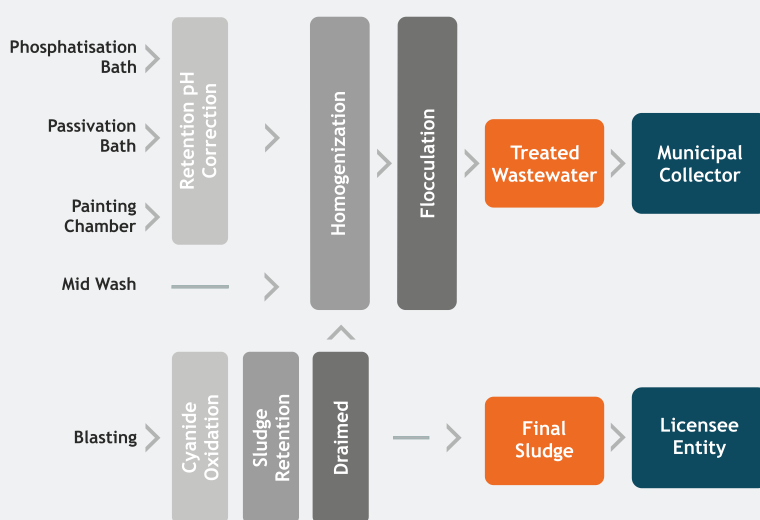 Phosphatisation
Bath
Passivation
Bath
Painting
Chamber
Mid Wash
Retention pH
Correction
Homogenization
Flocculation
Treated
Wastewater
Municipal
Collector
Blasting
Cyanide
Oxidation
Sludge
Retention
Draimed
Final
Sludge
Licensee
Entity